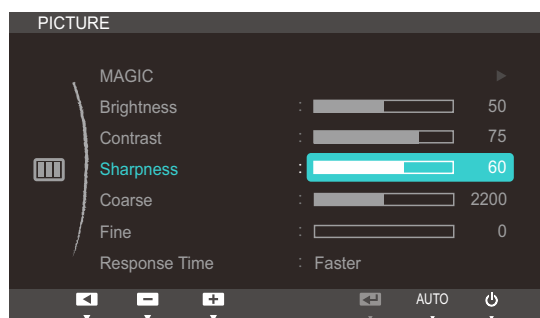 PICTURE
MAGIC
Brightness : 50
Contrast : 75
Sharpness : 60
Coarse : 2200
Fine : 0
Response Time : Faster
AUTO